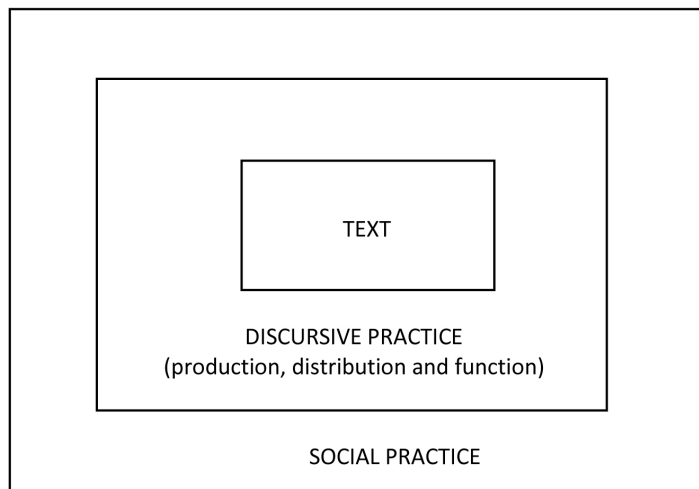 TEXT
DISCURSIVE PRACTICE
(production, distribution and function)
SOCIAL PRACTICE